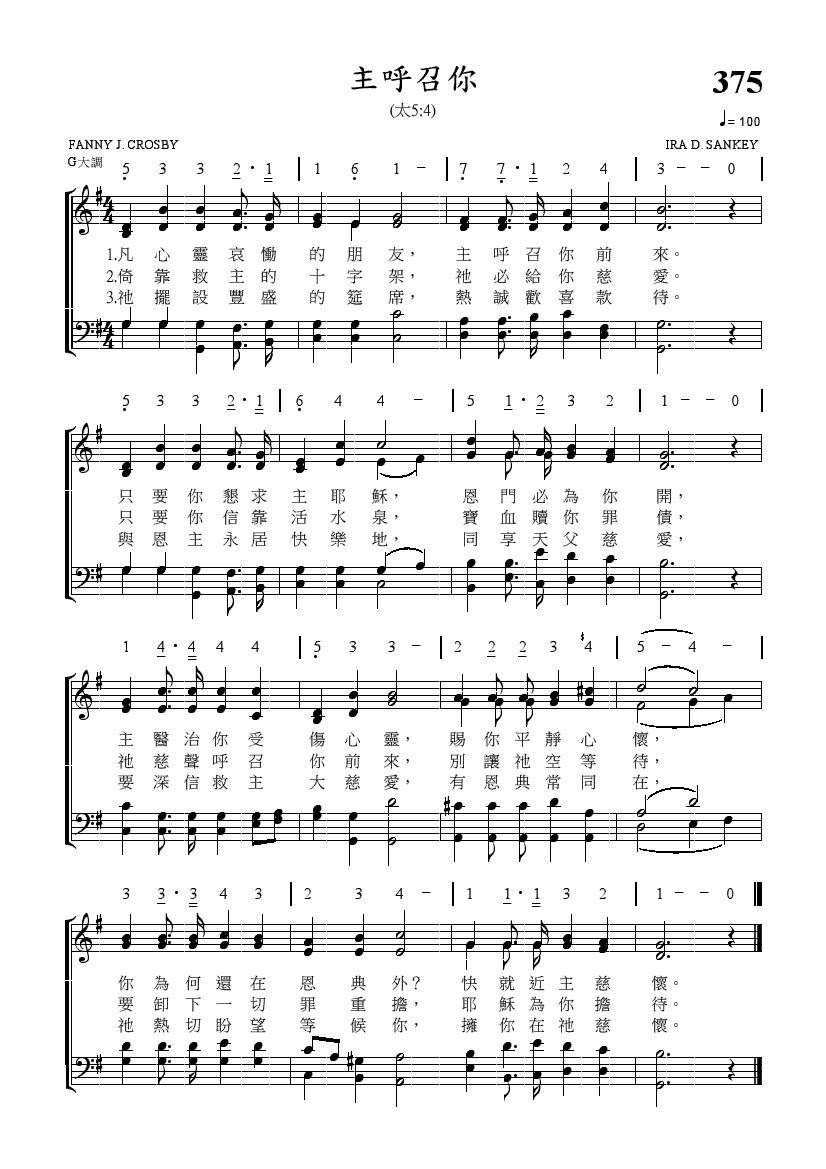 主呼召你
375
(太5:4)
= 100
FANNY J. CROSBY
IRA D. SANKEY
G大調
5 3 3 2 · 1 | 1 6 1 – | 7 7 · 1 2 4 | 3 – – 0 |
1.凡心靈哀慟的朋友，主呼召你前來。
2.倚靠救主的十字架，祂必給你慈愛。
3.祂擺設豐盛的筵席，熱誠歡喜款待。
5 3 3 2 · 1 | 6 4 4 – | 5 1 · 2 3 2 | 1 – – 0 |
只要你懇求主耶穌，恩門必為你開，
只要你信靠活水泉，寶血贖你罪債，
與恩主永居快樂地，同享天父慈愛，
1 4 · 4 4 4 | 5 3 3 – | 2 2 2 3 4 | 5 – 4 – |
主醫治你受傷心靈，賜你平靜心懷，
祂慈聲呼召你前來，別讓祂空等待，
要深信救主大慈愛，有恩典常同在，
3 3 · 3 4 3 | 2 3 4 – | 1 1 · 1 3 2 | 1 – – 0
你為何還在恩典外？快就近主慈懷。
要卸下一切罪重擔，耶穌為你擔待。
祂熱切盼望等候你，擁你在祂慈懷。